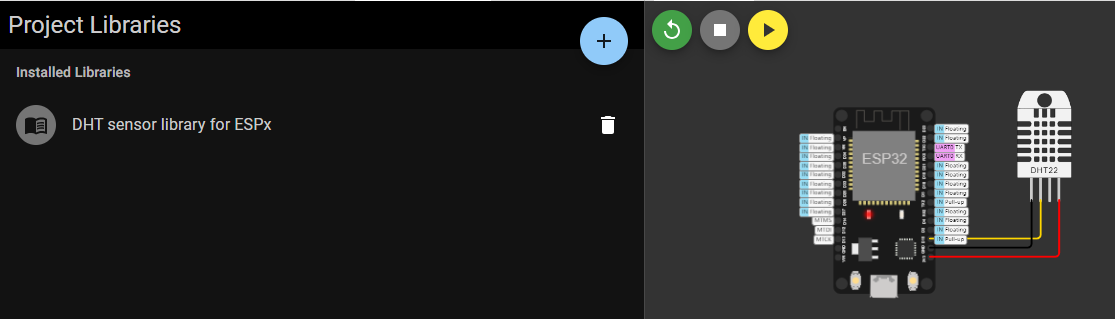 Project Libraries
Installed Libraries
DHT sensor library for ESPx
ESP32
DHT22
IN Floating
IN Floating
IN Floating
IN Floating
IN Floating
IN Floating
IN Floating
IN Floating
IN Floating
MTMS
MTDI
MTCK
IN Floating
IN Floating
UART0 TX
UART0 RX
IN Floating
IN Floating
IN Floating
IN Floating
IN Pull-up
IN Floating
IN Floating
IN Floating
IN Pull-up